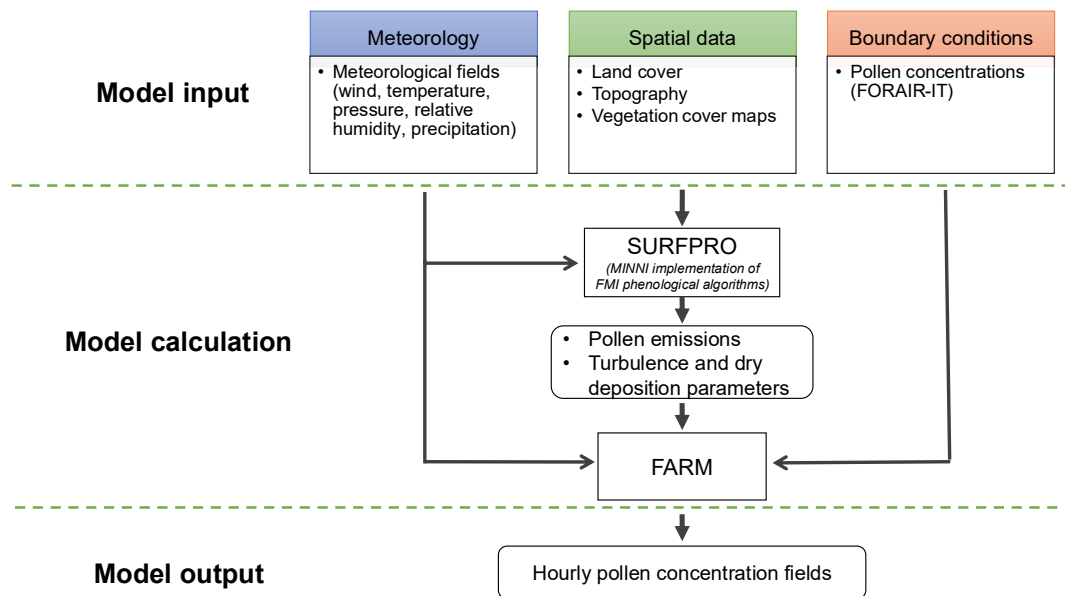 Model input
Meteorology
• Meteorological fields
(wind, temperature,
pressure, relative
humidity, precipitation)
Spatial data
• Land cover
• Topography
• Vegetation cover maps
Boundary conditions
• Pollen concentrations
(FORAIR-IT)
Model calculation
SURFPRO
(MINNI implementation of
FMI phenological algorithms)
• Pollen emissions
• Turbulence and dry
deposition parameters
FARM
Model output
Hourly pollen concentration fields